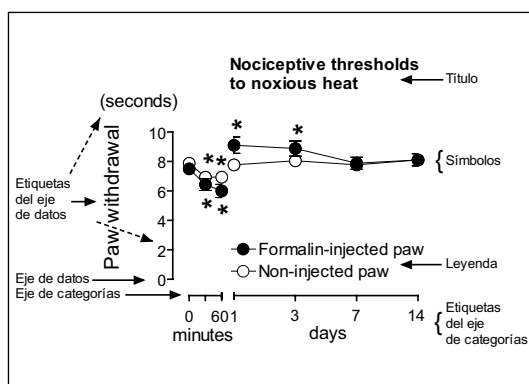 Nociceptive thresholds
to noxious heat
Título
(seconds)
Paw withdrawal
10
8
6
4
2
0
* *
* *
* *
Símbolos
Etiquetas
del eje
de datos
Formalin-injected paw
Non-injected paw
Leyenda
Eje de datos
Eje de categorías
0 60 1 3 7 14
minutes days
Etiquetas
del eje
de categorías